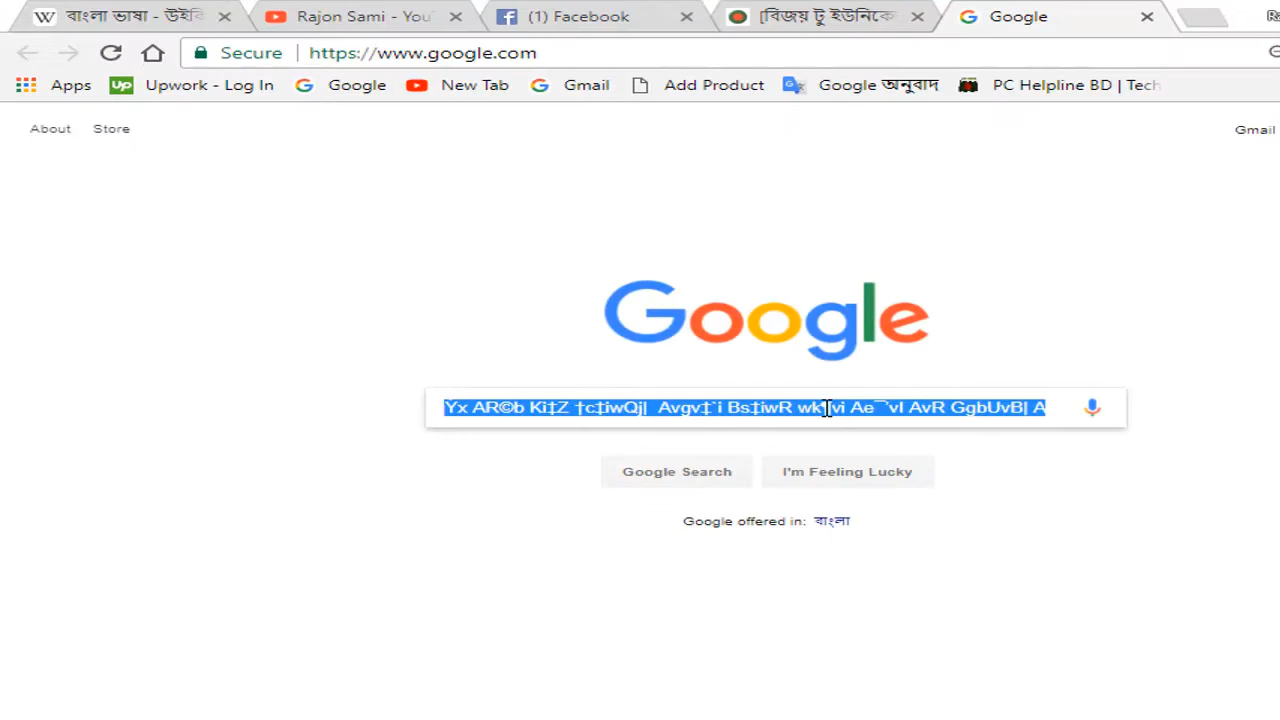 বাংলা ভাষা - উইকি
Rajon Sami - You
(1) Facebook
[বিজয় টু ইউনিকো
Google
Secure https://www.google.com
Apps Upwork - Log In Google New Tab Gmail Add Product Google অনুবাদ PC Helpline BD | Tech
About Store Gmail
Google
Ÿx AR©b Ki‡Z †c‡iwQj| Avgv‡`i Bs‡iwR wk¶vi Ae¯'vI AvR GgbUvB| A
Google Search I'm Feeling Lucky
Google offered in: বাংলা